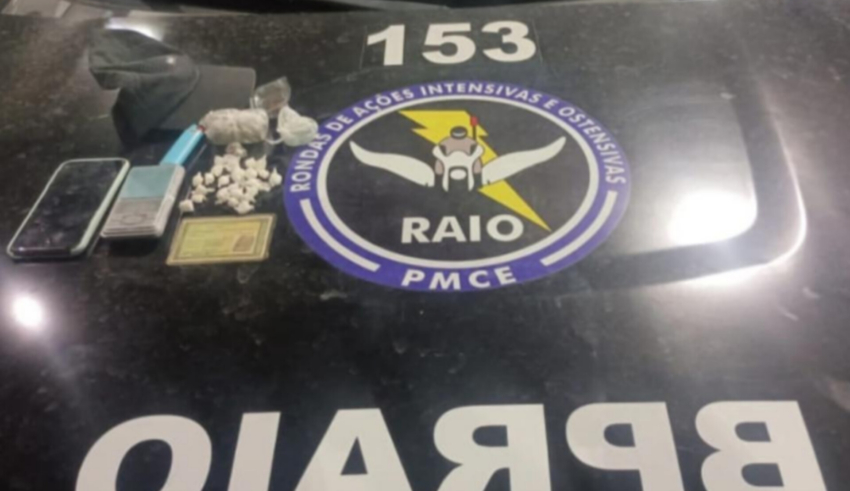 153
RONDAS DE AÇÕES INTENSIVAS E OSTENSIVAS
RAIO
PMCE
BPRAIO